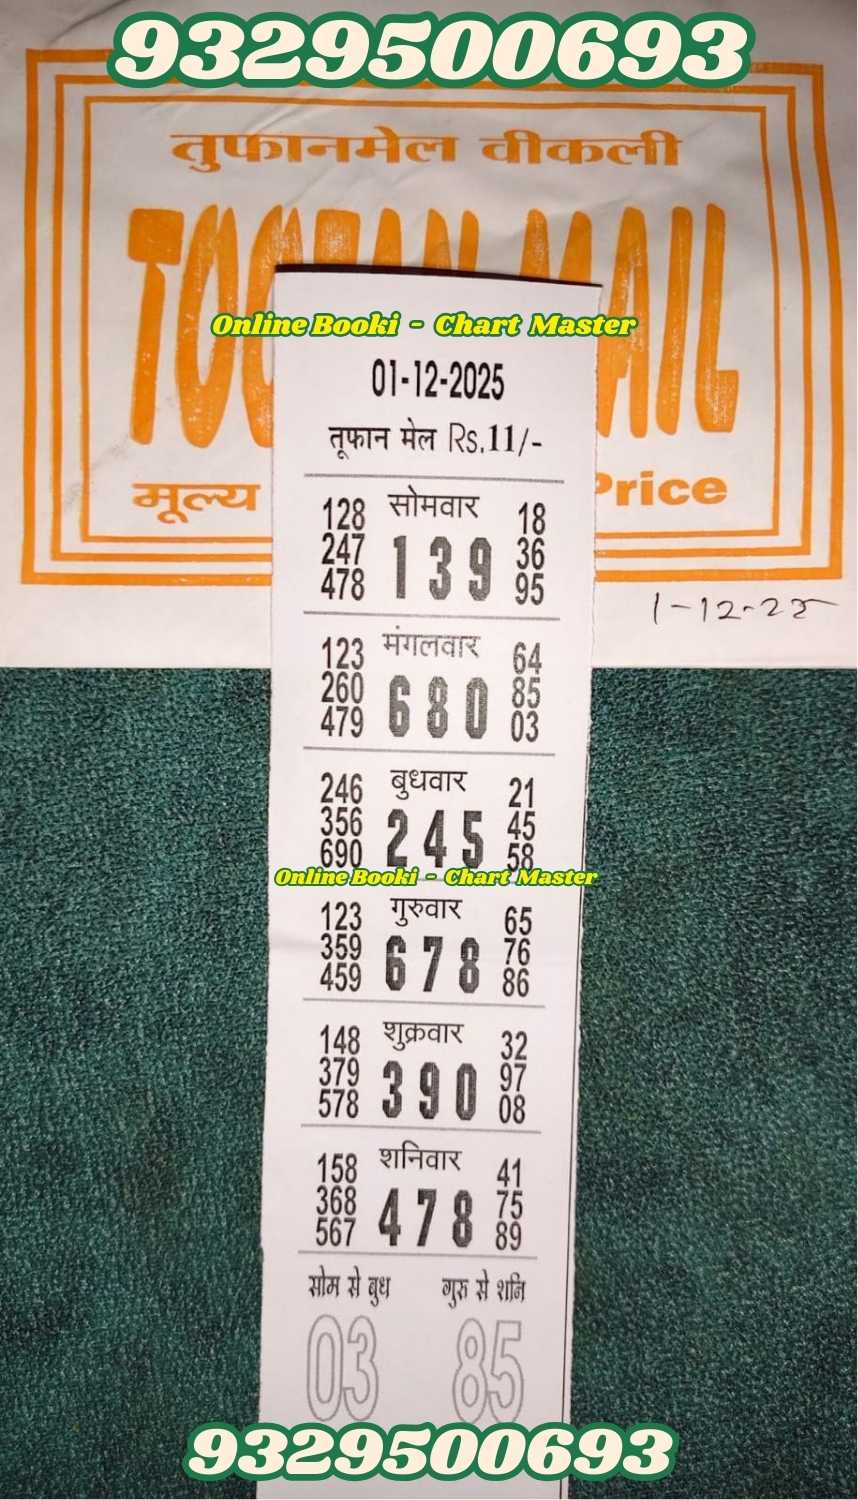 9329500693
तुफानमेल वीकली
TOOFAN MAIL
Online Booki - Chart Master
01-12-2025
तूफान मेल Rs.11/-
मूल्य Price
128 सोमवार 18
247 139 36
478 95
1-12-25
123 मंगलवार 64
260 680 85
479 03
246 बुधवार 21
356 245 45
690 58
Online Booki - Chart Master
123 गुरुवार 65
359 678 76
459 86
148 शुक्रवार 32
379 390 97
578 08
158 शनिवार 41
368 478 75
567 89
सोम से बुध गुरु से शनि
03 85
9329500693